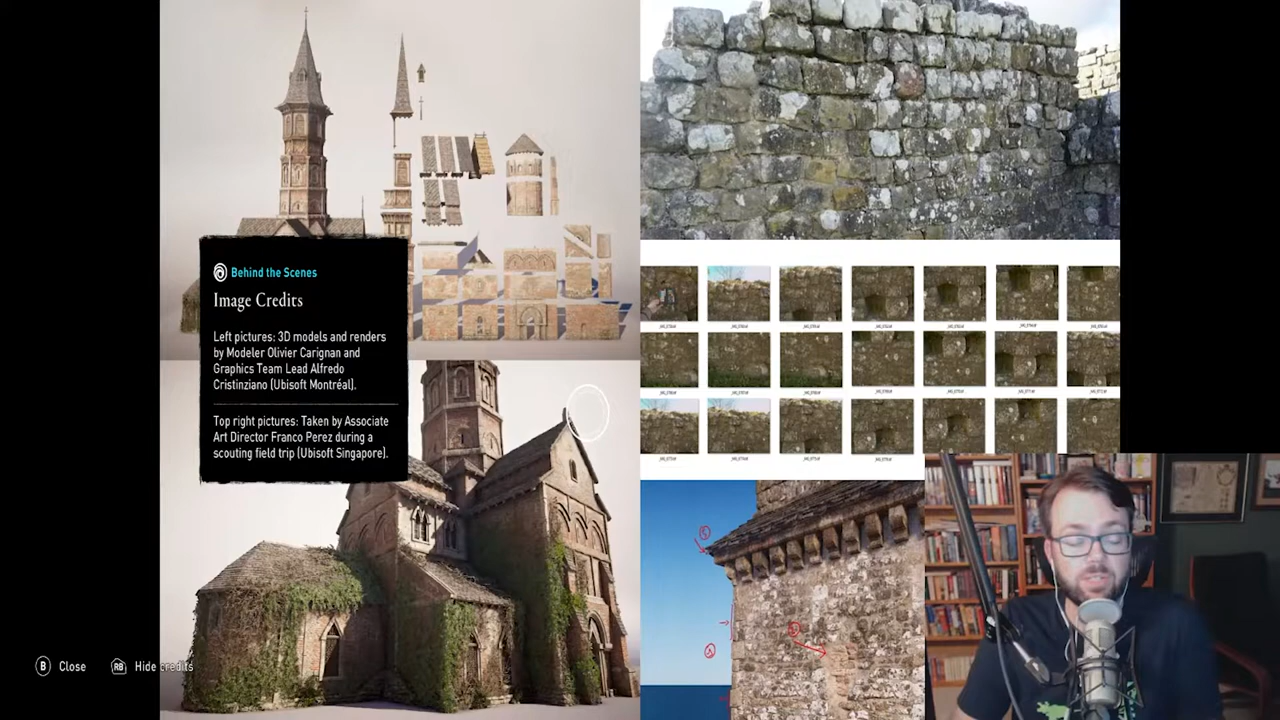 Behind the Scenes
Image Credits
Left pictures: 3D models and renders
by Modeler Olivier Carignan and
Graphics Team Lead Alfredo
Cristinziano (Ubisoft Montréal).
Top right pictures: Taken by Associate
Art Director Franco Perez during a
scouting field trip (Ubisoft Singapore).
B Close RB Hide credits